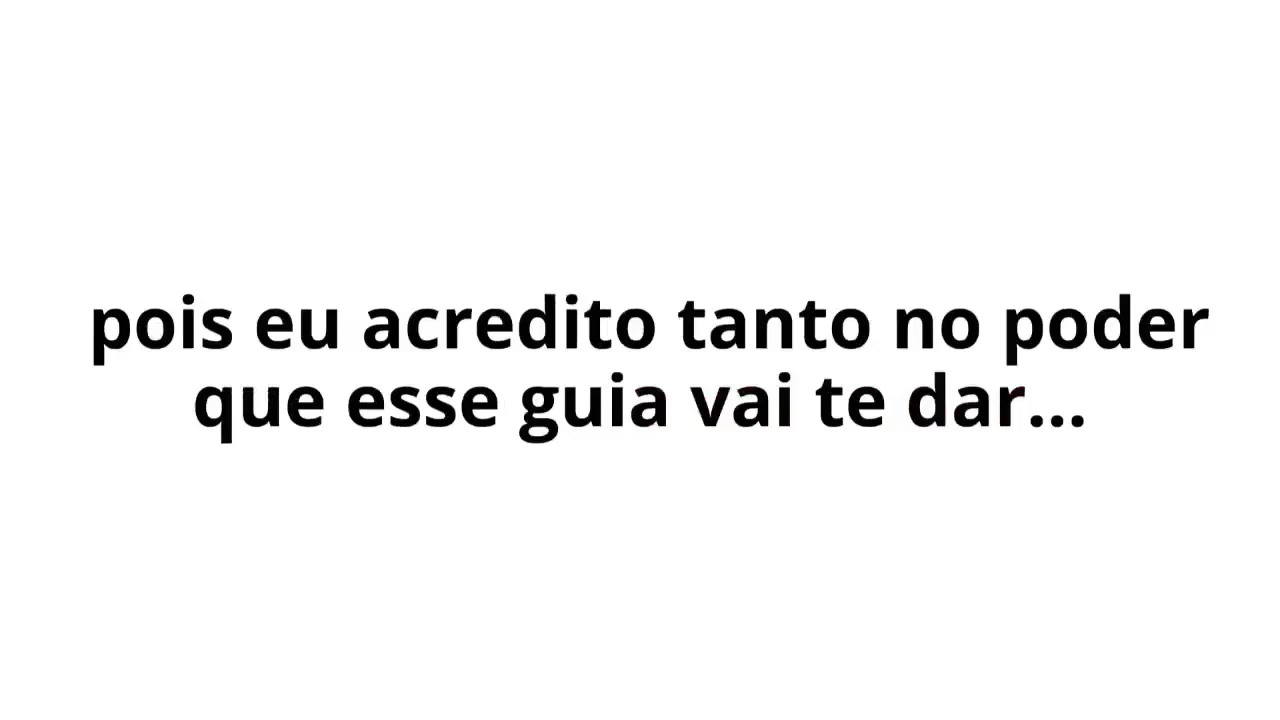 pois eu acredito tanto no poder
que esse guia vai te dar...